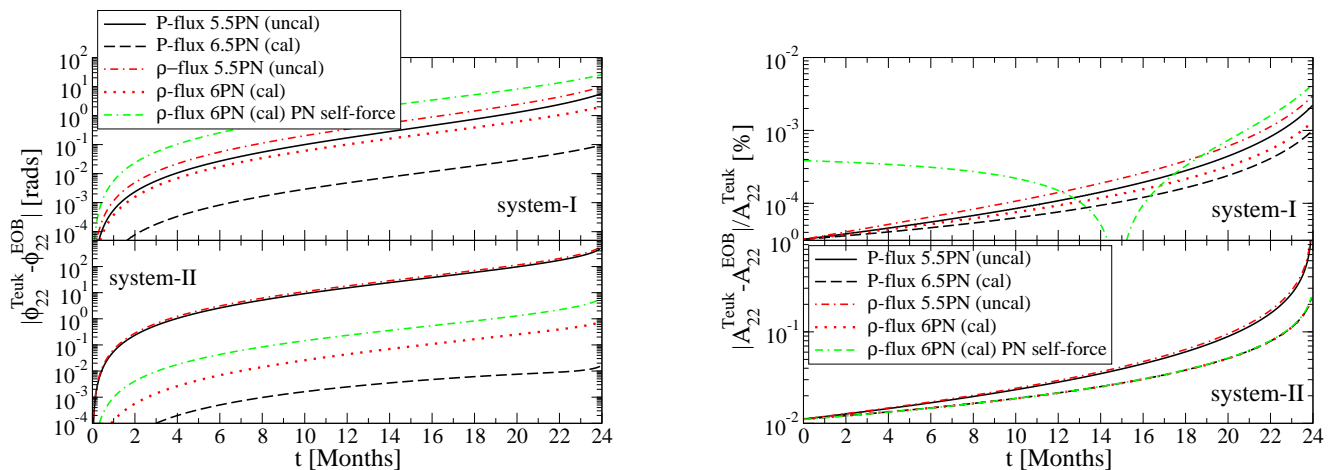 P-flux 5.5PN (uncal)
P-flux 6.5PN (cal)
ρ−flux 5.5PN (uncal)
ρ-flux 6PN (cal)
ρ-flux 6PN (cal) PN self-force
10^2
10^1
10^0
10^-1
10^-2
10^-3
10^-4
system-I
|ϕ_22^Teuk-ϕ_22^EOB| [rads]
10^2
10^1
10^0
10^-1
10^-2
10^-3
10^-4
system-II
0 2 4 6 8 10 12 14 16 18 20 22 24
t [Months]
10^-2
10^-3
10^-4
system-I
|A_22^Teuk-A_22^EOB|/A_22^Teuk [%]
10^0
10^-1
10^-2
P-flux 5.5PN (uncal)
P-flux 6.5PN (cal)
ρ-flux 5.5PN (uncal)
ρ-flux 6PN (cal)
ρ-flux 6PN (cal) PN self-force
system-II
0 2 4 6 8 10 12 14 16 18 20 22 24
t [Months]